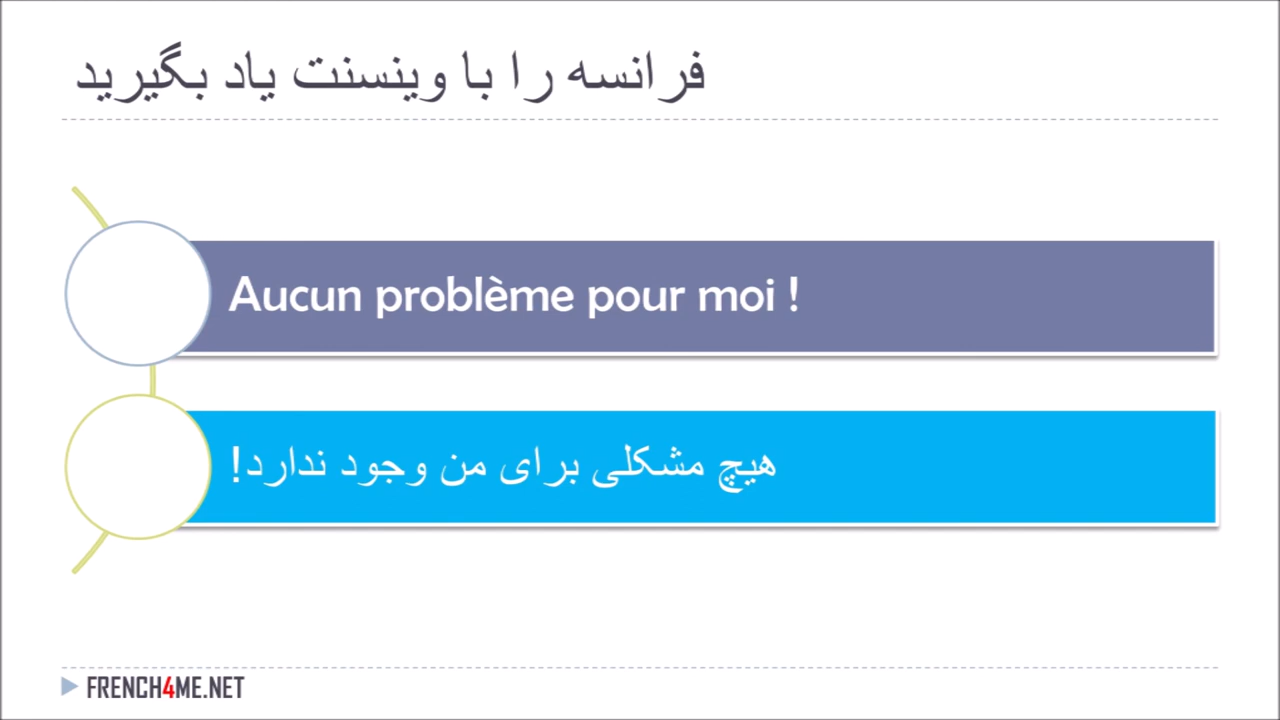 فرانسه را با وینسنت یاد بگیرید
Aucun problème pour moi !
هیچ مشکلی برای من وجود ندارد!
FRENCH4ME.NET